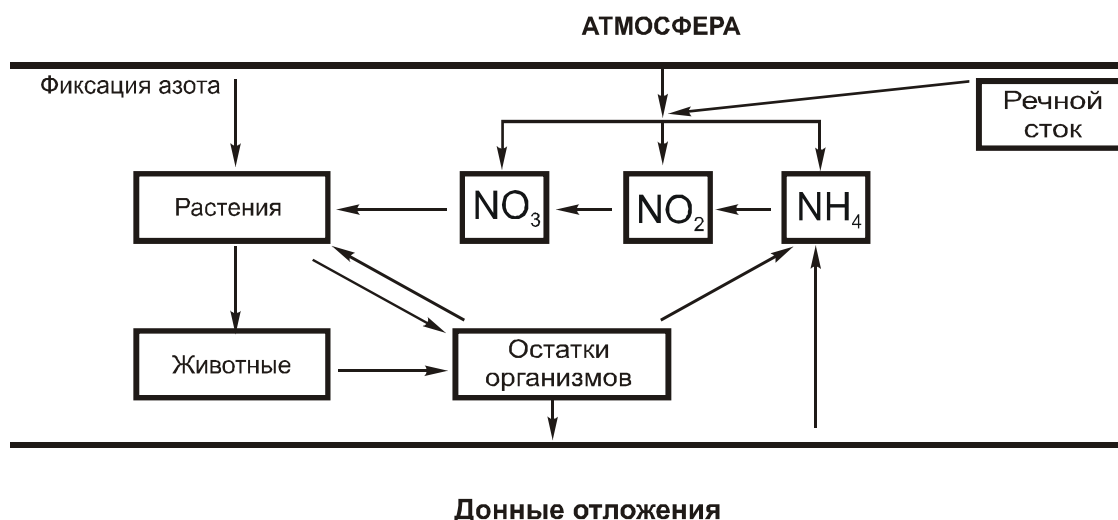 АТМОСФЕРА
Фиксация азота
Речной
сток
Растения
NO₃
NO₂
NH₄
Животные
Остатки
организмов
Донные отложения